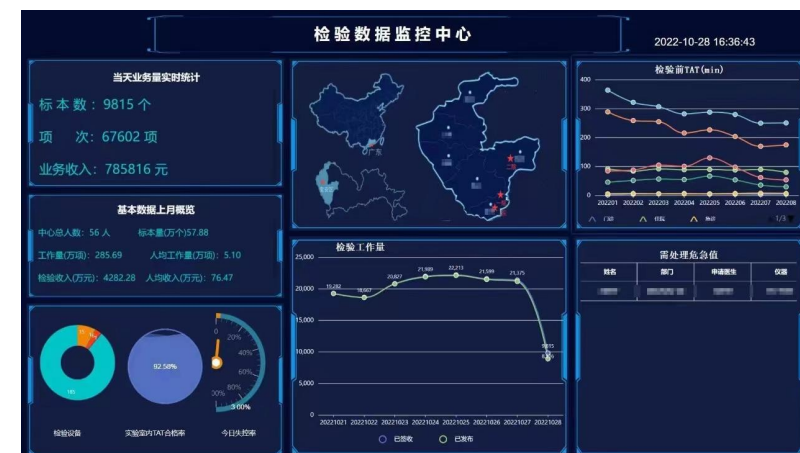 检验数据监控中心
2022-10-28 16:36:43
当天业务量实时统计
标本数：9815 个
项 次：67602 项
业务收入：785816 元
基本数据上月概览
中心总人数：56 人 标本量(万个)57.88
工作量(万项)：285.69 人均工作量(万项)：5.10
检验收入(万元)：4282.28 人均收入(万元)：76.47
92.58%
0
20%
40%
60%
80%
3.00%
检验设备
实验室内TAT合格率
今日失控率
广东
检验工作量
25,000
20,000
15,000
10,000
5,000
0
19,282
18,667
20,827
21,989
22,213
21,599
21,375
20221021 20221022 20221023 20221024 20221025 20221026 20221027 20221028
已签收 已发布
检验前TAT(min)
400
300
200
100
0
202201 202202 202203 202204 202205 202206 202207 202208
门诊 住院 1/3
需处理危急值
姓名 部门 申请医生 仪器